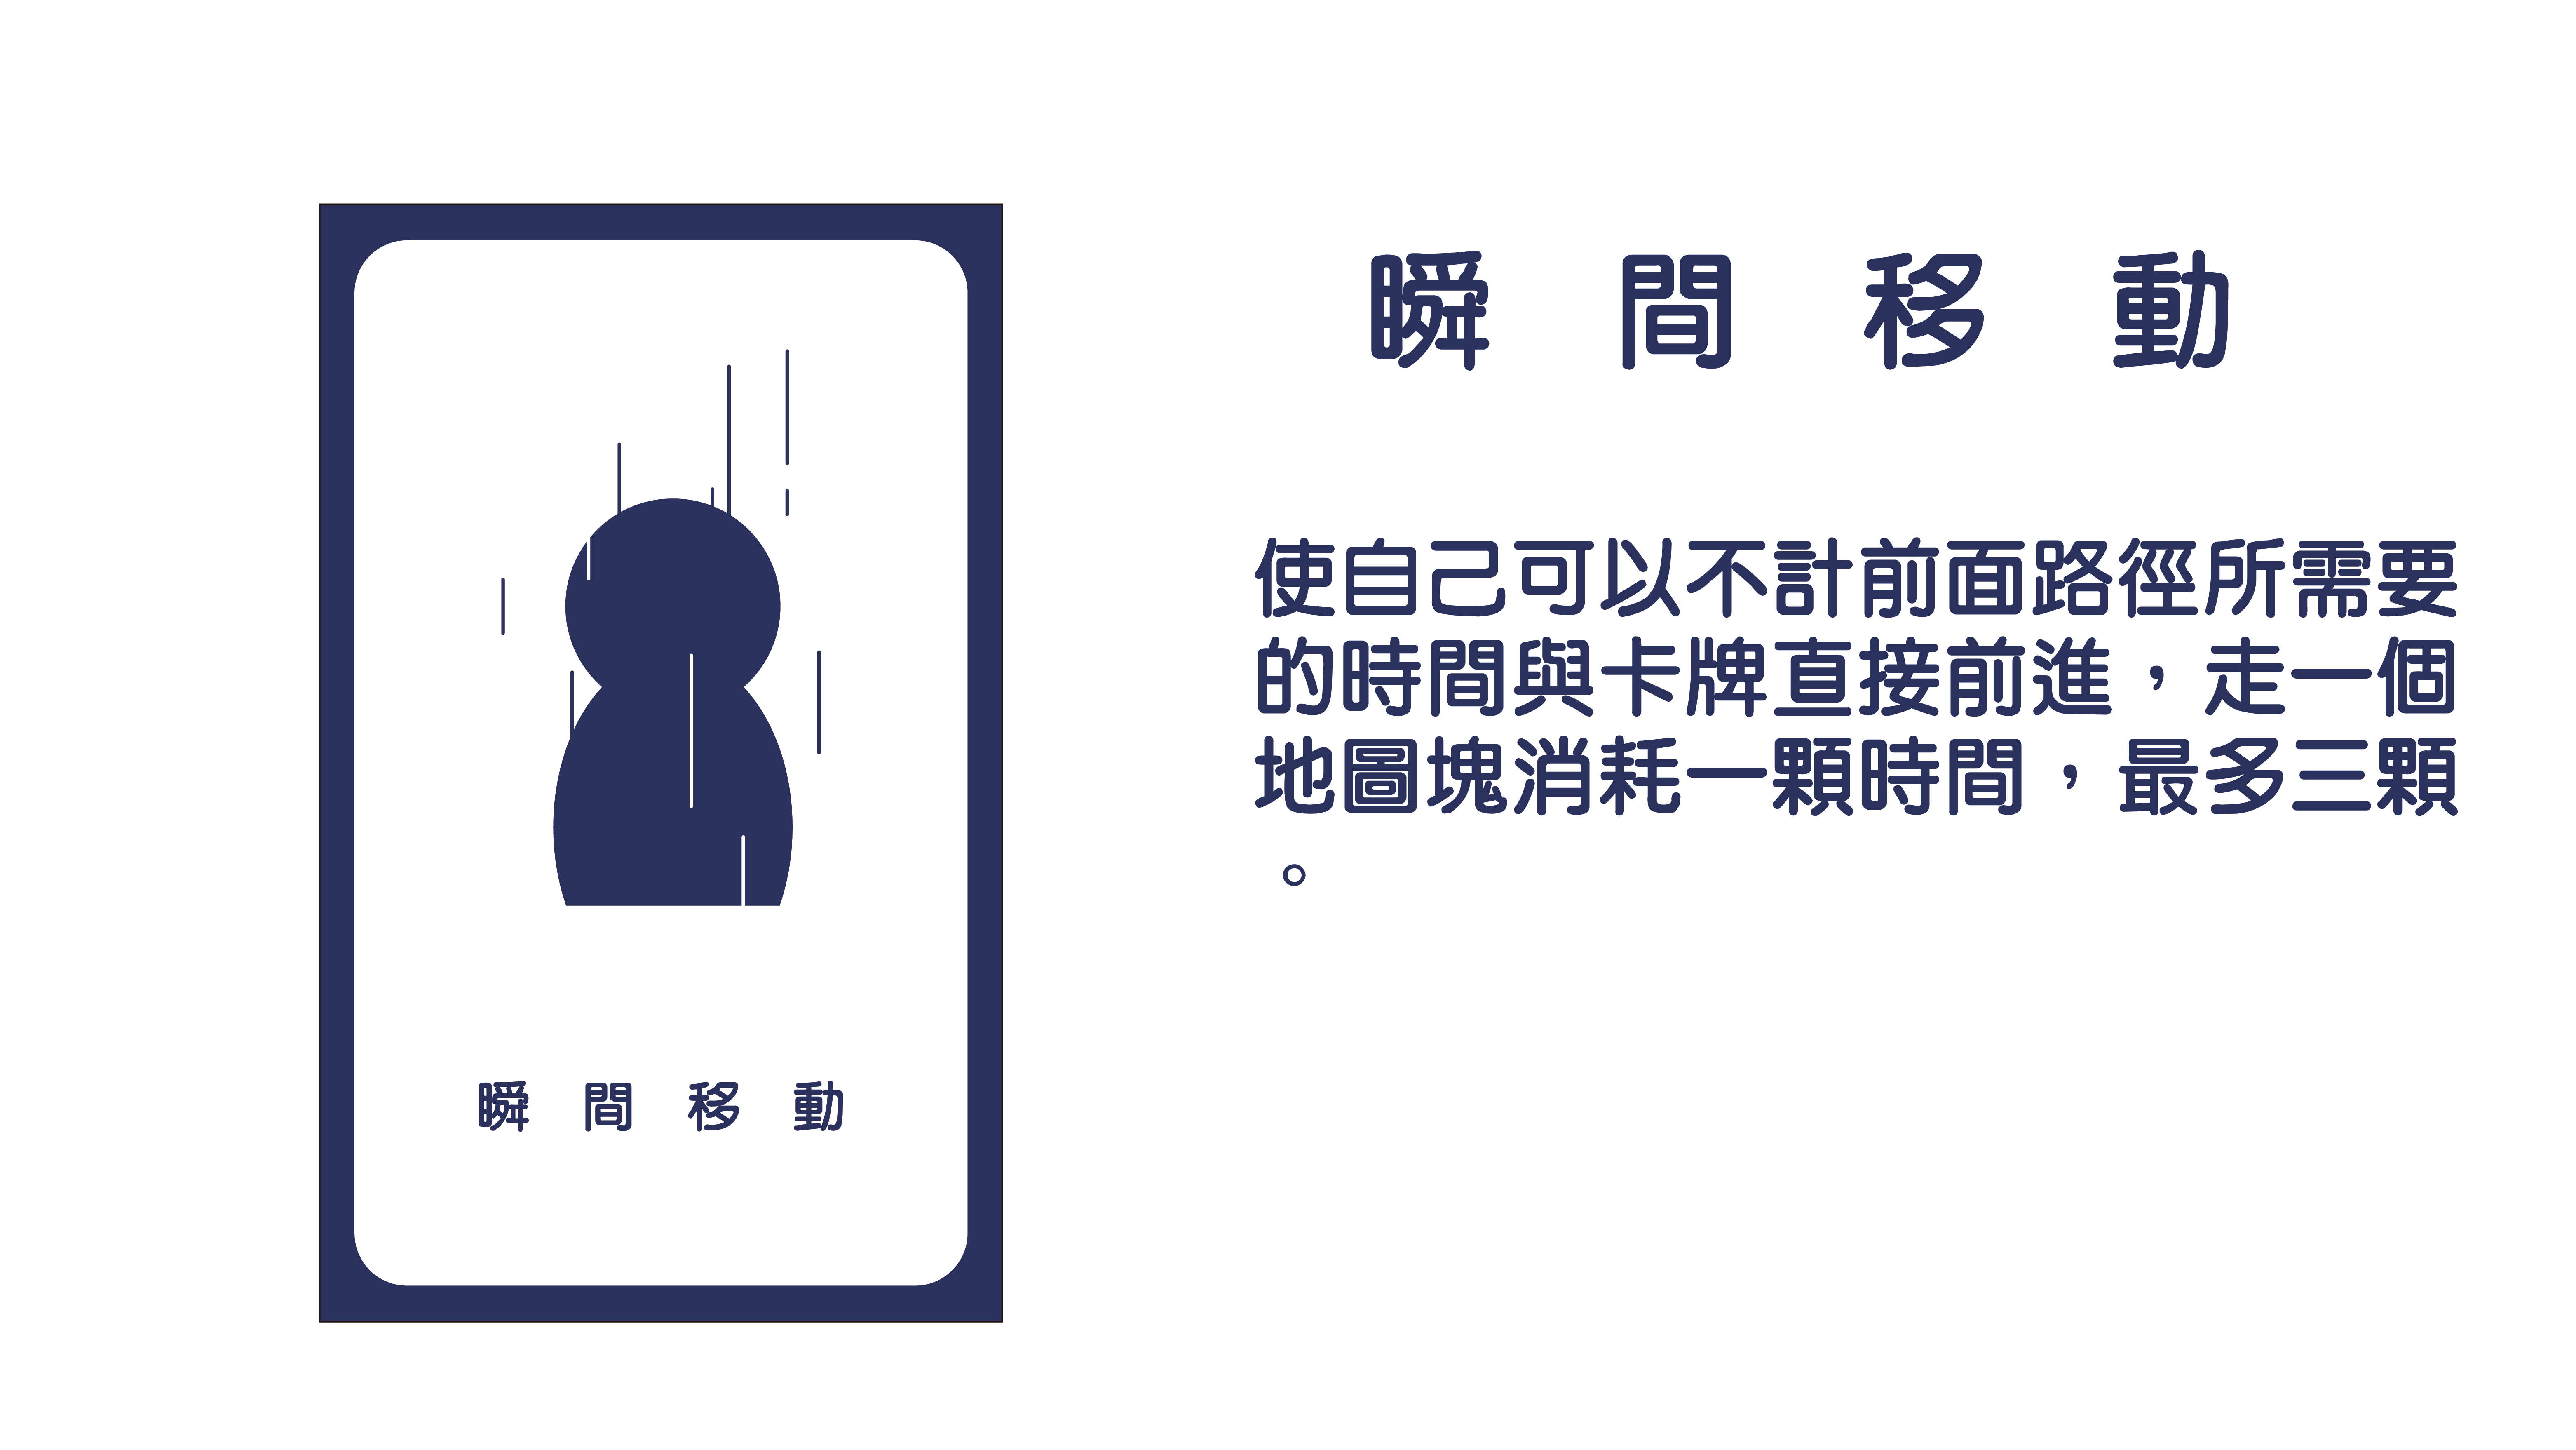 瞬間移動
使自己可以不計前面路徑所需要
的時間與卡牌直接前進，走一個
地圖塊消耗一顆時間，最多三顆
。
瞬間移動